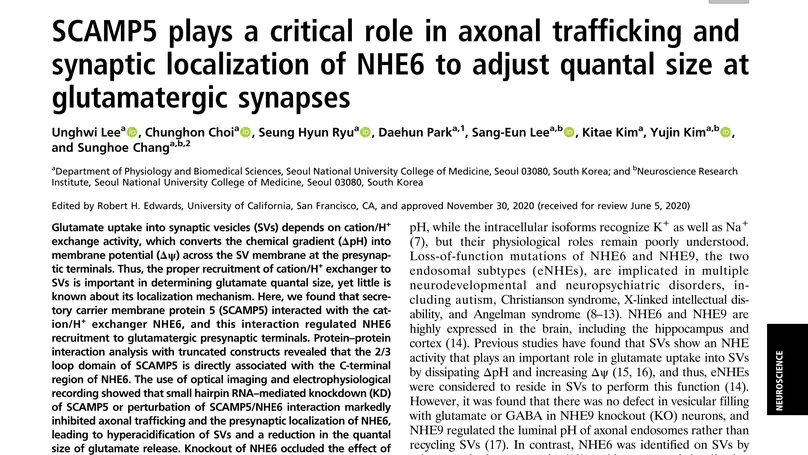 SCAMP5 plays a critical role in axonal trafficking and
synaptic localization of NHE6 to adjust quantal size at
glutamatergic synapses
Unghwi Leeᵃ, Chunghon Choiᵃ, Seung Hyun Ryuᵃ, Daehun Parkᵃ,¹, Sang-Eun Leeᵃ,ᵇ, Kitae Kimᵃ, Yujin Kimᵃ,ᵇ,
and Sunghoe Changᵃ,ᵇ,²
ᵃDepartment of Physiology and Biomedical Sciences, Seoul National University College of Medicine, Seoul 03080, South Korea; and ᵇNeuroscience Research
Institute, Seoul National University College of Medicine, Seoul 03080, South Korea
Edited by Robert H. Edwards, University of California, San Francisco, CA, and approved November 30, 2020 (received for review June 5, 2020)
Glutamate uptake into synaptic vesicles (SVs) depends on cation/H⁺
exchange activity, which converts the chemical gradient (ΔpH) into
membrane potential (Δψ) across the SV membrane at the presynap-
tic terminals. Thus, the proper recruitment of cation/H⁺ exchanger to
SVs is important in determining glutamate quantal size, yet little is
known about its localization mechanism. Here, we found that secre-
tory carrier membrane protein 5 (SCAMP5) interacted with the cat-
ion/H⁺ exchanger NHE6, and this interaction regulated NHE6
recruitment to glutamatergic presynaptic terminals. Protein–protein
interaction analysis with truncated constructs revealed that the 2/3
loop domain of SCAMP5 is directly associated with the C-terminal
region of NHE6. The use of optical imaging and electrophysiological
recording showed that small hairpin RNA–mediated knockdown (KD)
of SCAMP5 or perturbation of SCAMP5/NHE6 interaction markedly
inhibited axonal trafficking and the presynaptic localization of NHE6,
leading to hyperacidification of SVs and a reduction in the quantal
size of glutamate release. Knockout of NHE6 occluded the effect of
pH, while the intracellular isoforms recognize K⁺ as well as Na⁺
(7), but their physiological roles remain poorly understood.
Loss-of-function mutations of NHE6 and NHE9, the two
endosomal subtypes (eNHEs), are implicated in multiple
neurodevelopmental and neuropsychiatric disorders, in-
cluding autism, Christianson syndrome, X-linked intellectual dis-
ability, and Angelman syndrome (8–13). NHE6 and NHE9 are
highly expressed in the brain, including the hippocampus and
cortex (14). Previous studies have found that SVs show an NHE
activity that plays an important role in glutamate uptake into SVs
by dissipating ΔpH and increasing Δψ (15, 16), and thus, eNHEs
were considered to reside in SVs to perform this function (14).
However, it was found that there was no defect in vesicular filling
with glutamate or GABA in NHE9 knockout (KO) neurons, and
NHE9 regulated the luminal pH of axonal endosomes rather than
recycling SVs (17). In contrast, NHE6 was identified on SVs by
NEUROSCIENCE